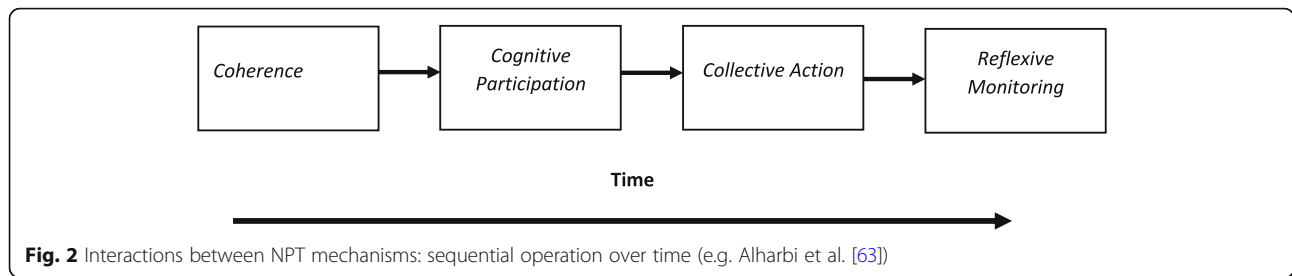 Coherence
Cognitive
Participation
Collective Action
Reflexive
Monitoring
Time
Fig. 2 Interactions between NPT mechanisms: sequential operation over time (e.g. Alharbi et al. [63])